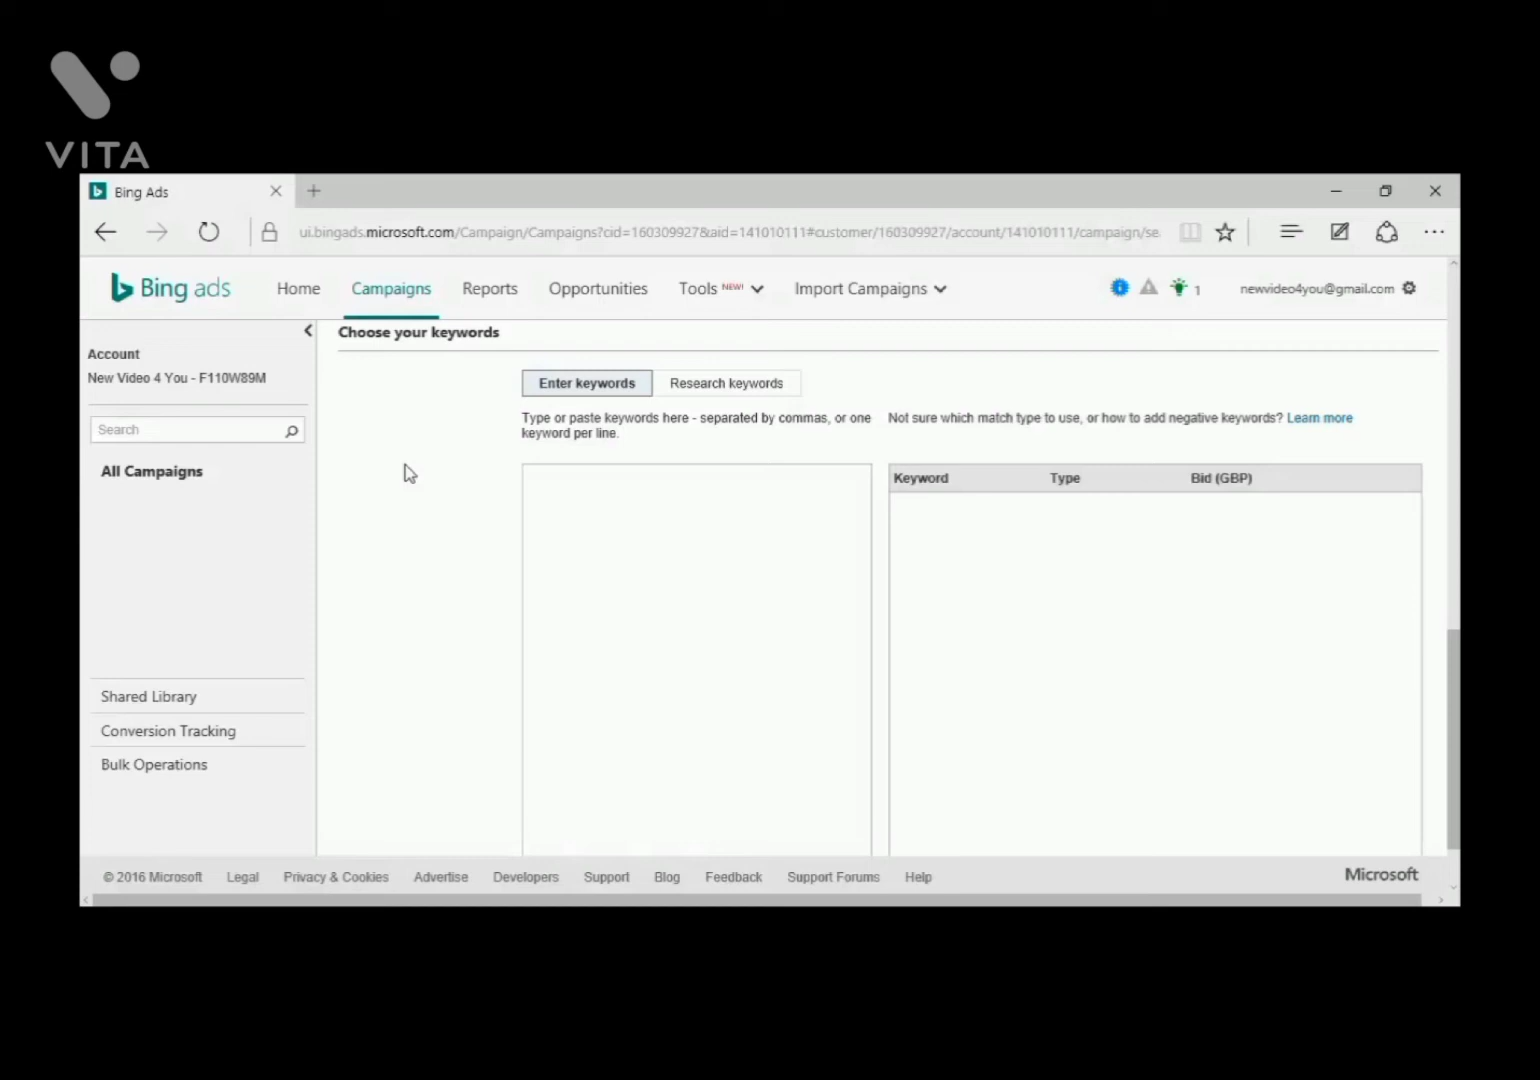 VITA
Bing Ads
ui.bingads.microsoft.com/Campaign/Campaigns?cid=160309927&aid=141010111#customer/160309927/account/141010111/campaign/se
Bing ads
Home
Campaigns
Reports
Opportunities
Tools NEW!
Import Campaigns
1
newvideo4you@gmail.com
Choose your keywords
Account
New Video 4 You - F110W89M
Search
All Campaigns
Shared Library
Conversion Tracking
Bulk Operations
Enter keywords
Research keywords
Type or paste keywords here - separated by commas, or one
keyword per line.
Not sure which match type to use, or how to add negative keywords? Learn more
Keyword
Type
Bid (GBP)
© 2016 Microsoft
Legal
Privacy & Cookies
Advertise
Developers
Support
Blog
Feedback
Support Forums
Help
Microsoft